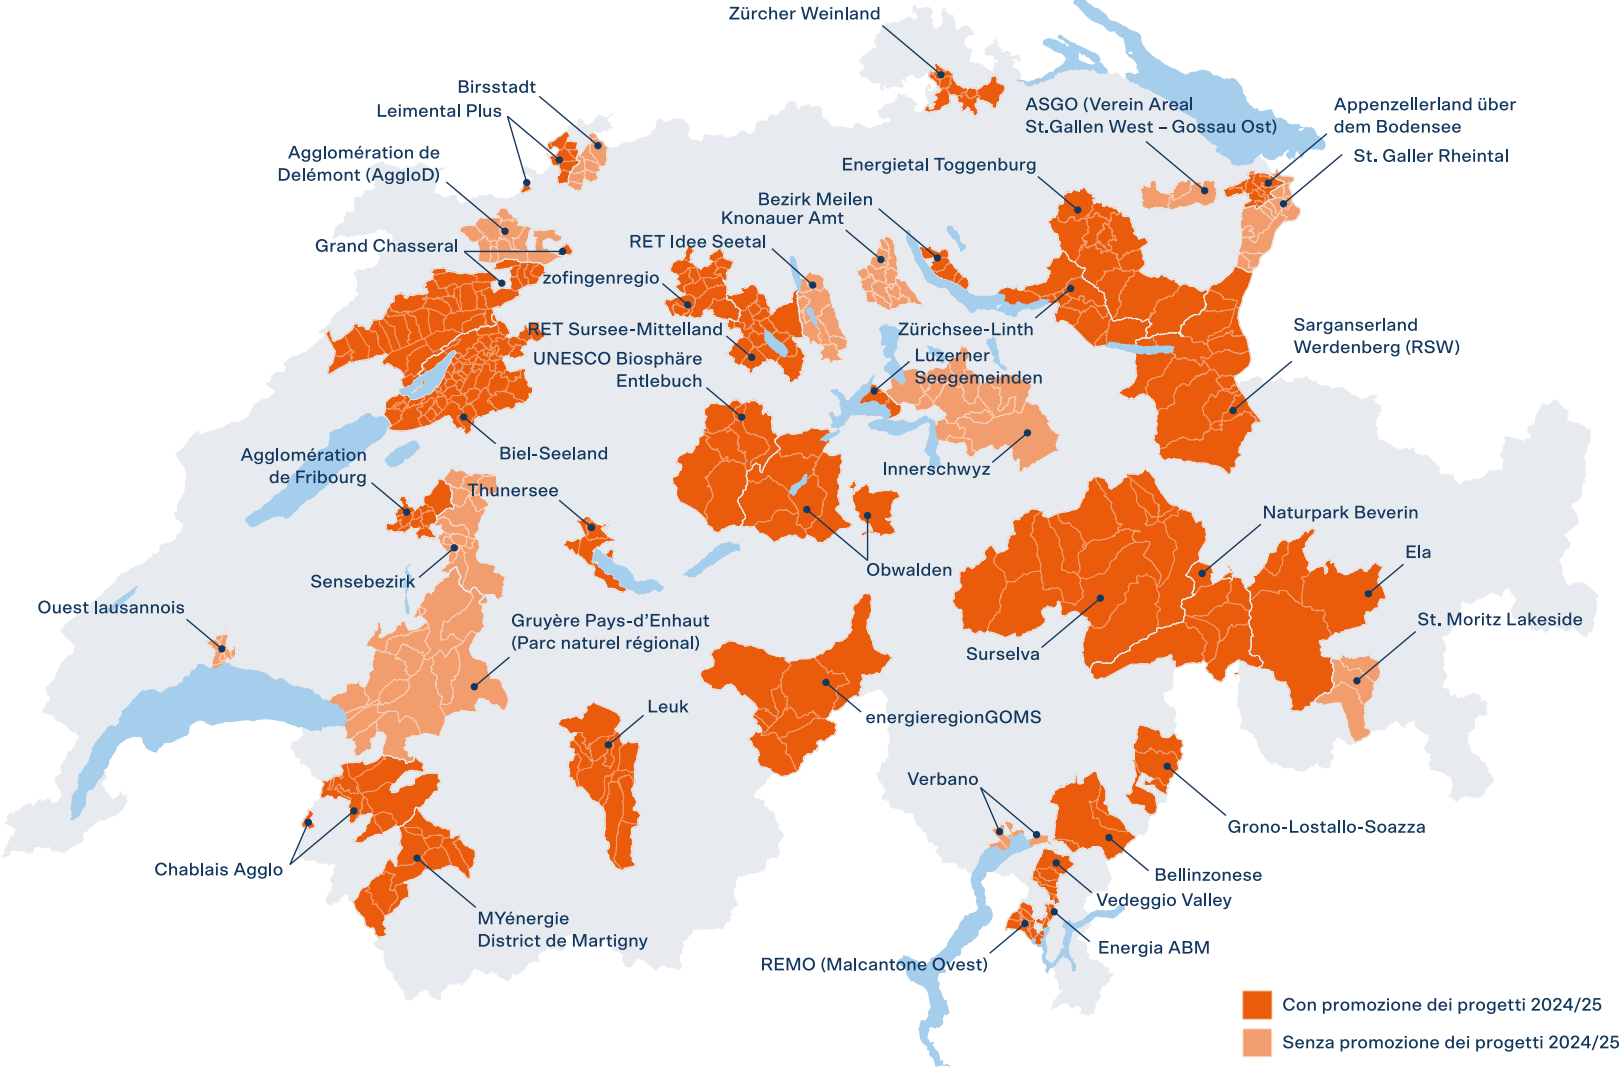 Zürcher Weinland
Birsstadt
Leimental Plus
Agglomération de
Delémont (AggloD)
Grand Chasseral
ASGO (Verein Areal
St.Gallen West – Gossau Ost)
Appenzellerland über
dem Bodensee
St. Galler Rheintal
Energietal Toggenburg
Bezirk Meilen
Knonauer Amt
RET Idee Seetal
zofingenregio
RET Sursee-Mittelland
UNESCO Biosphäre
Entlebuch
Zürichsee-Linth
Luzerner
Seegemeinden
Sarganserland
Werdenberg (RSW)
Biel-Seeland
Innerschwyz
Agglomération
de Fribourg
Thunersee
Sensebezirk
Obwalden
Naturpark Beverin
Ela
Ouest lausannois
Gruyère Pays-d'Enhaut
(Parc naturel régional)
Surselva
St. Moritz Lakeside
Leuk
energieregionGOMS
Verbano
Grono-Lostallo-Soazza
Chablais Agglo
Bellinzonese
Vedeggio Valley
MYénergie
District de Martigny
Energia ABM
REMO (Malcantone Ovest)
Con promozione dei progetti 2024/25
Senza promozione dei progetti 2024/25